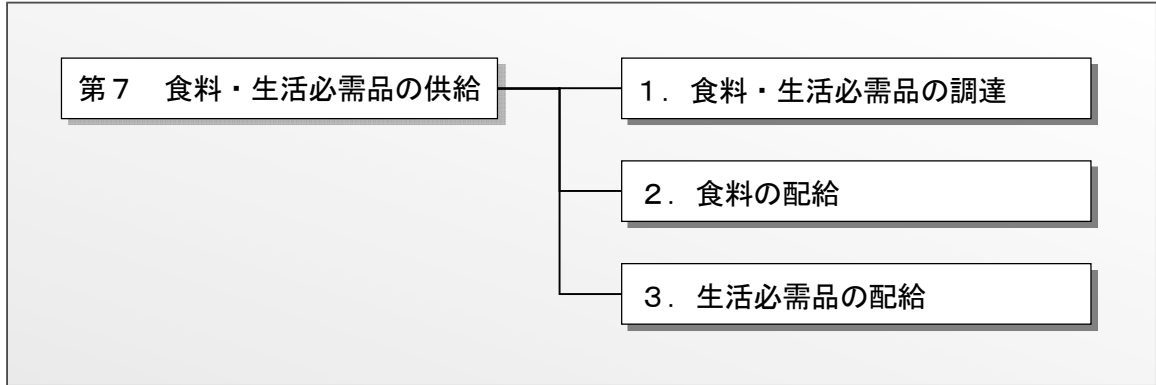 第７　食料・生活必需品の供給
１．食料・生活必需品の調達
２．食料の配給
３．生活必需品の配給